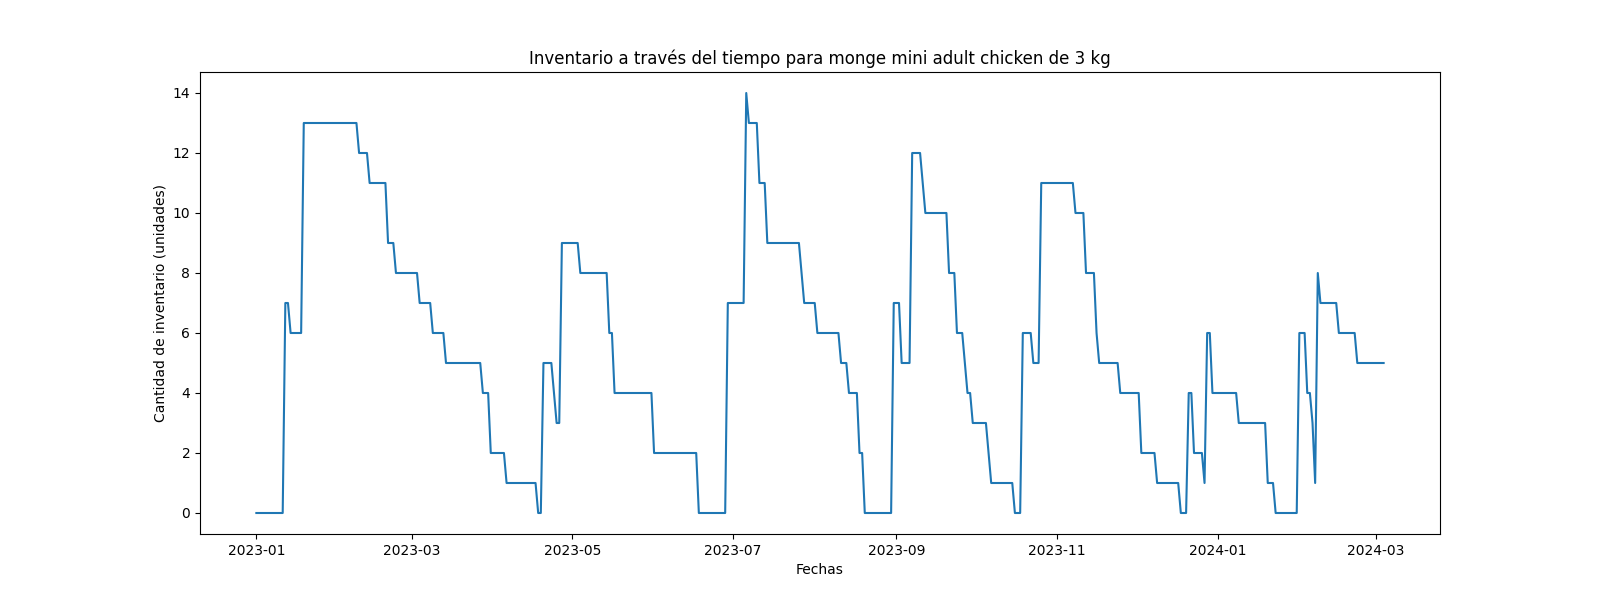 Inventario a través del tiempo para monge mini adult chicken de 3 kg
Cantidad de inventario (unidades)
14
12
10
8
6
4
2
0
2023-01 2023-03 2023-05 2023-07 2023-09 2023-11 2024-01 2024-03
Fechas